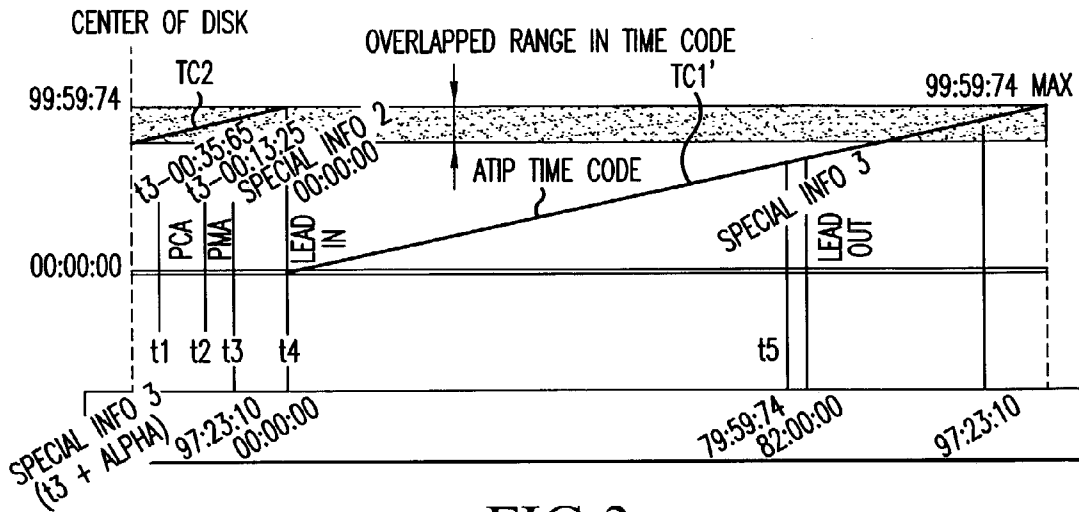 CENTER OF DISK
OVERLAPPED RANGE IN TIME CODE
TC2
TC1'
99:59:74
99:59:74 MAX
t3-00:35:65
t3-00:13:25
SPECIAL INFO 2
00:00:00
ATIP TIME CODE
SPECIAL INFO 3
PCA
PMA
LEAD
IN
LEAD
OUT
00:00:00
t1
t2
t3
t4
t5
SPECIAL INFO 3
(t3 + ALPHA)
97:23:10
00:00:00
79:59:74
82:00:00
97:23:10